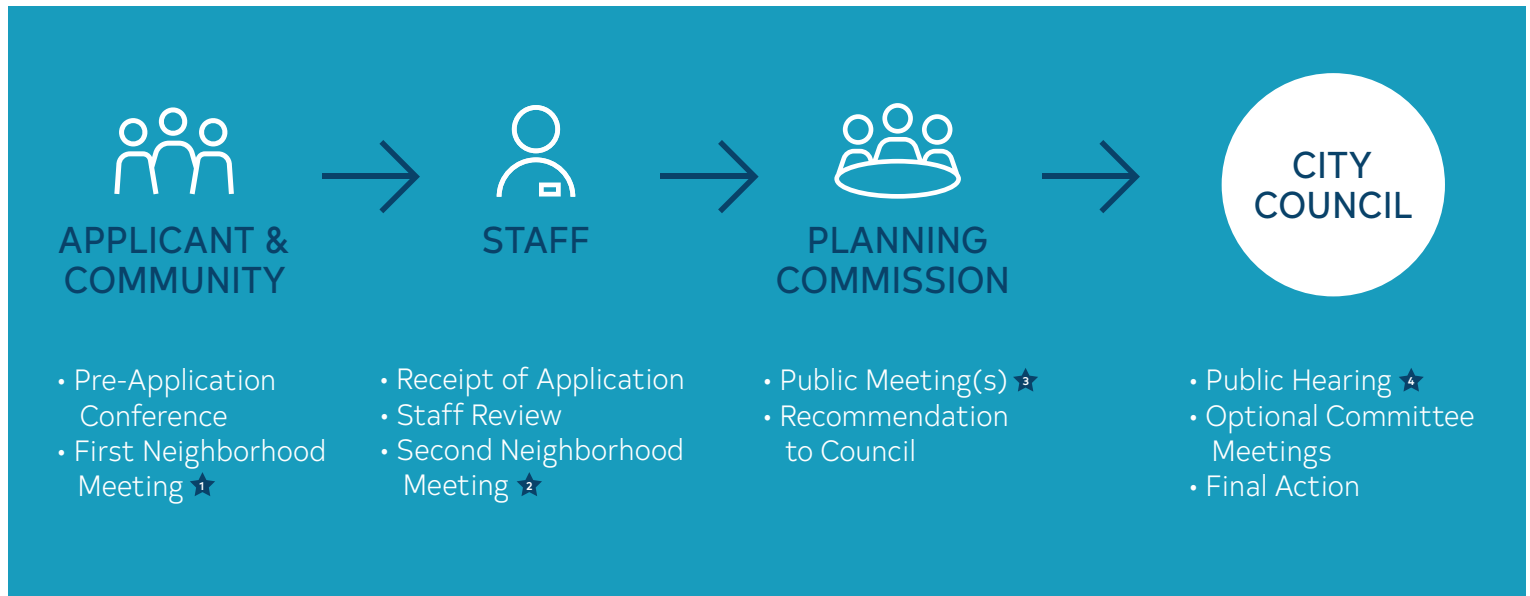 APPLICANT &
COMMUNITY
• Pre-Application
Conference
• First Neighborhood
Meeting 1
STAFF
• Receipt of Application
• Staff Review
• Second Neighborhood
Meeting 2
PLANNING
COMMISSION
• Public Meeting(s) 3
• Recommendation
to Council
CITY
COUNCIL
• Public Hearing 4
• Optional Committee
Meetings
• Final Action